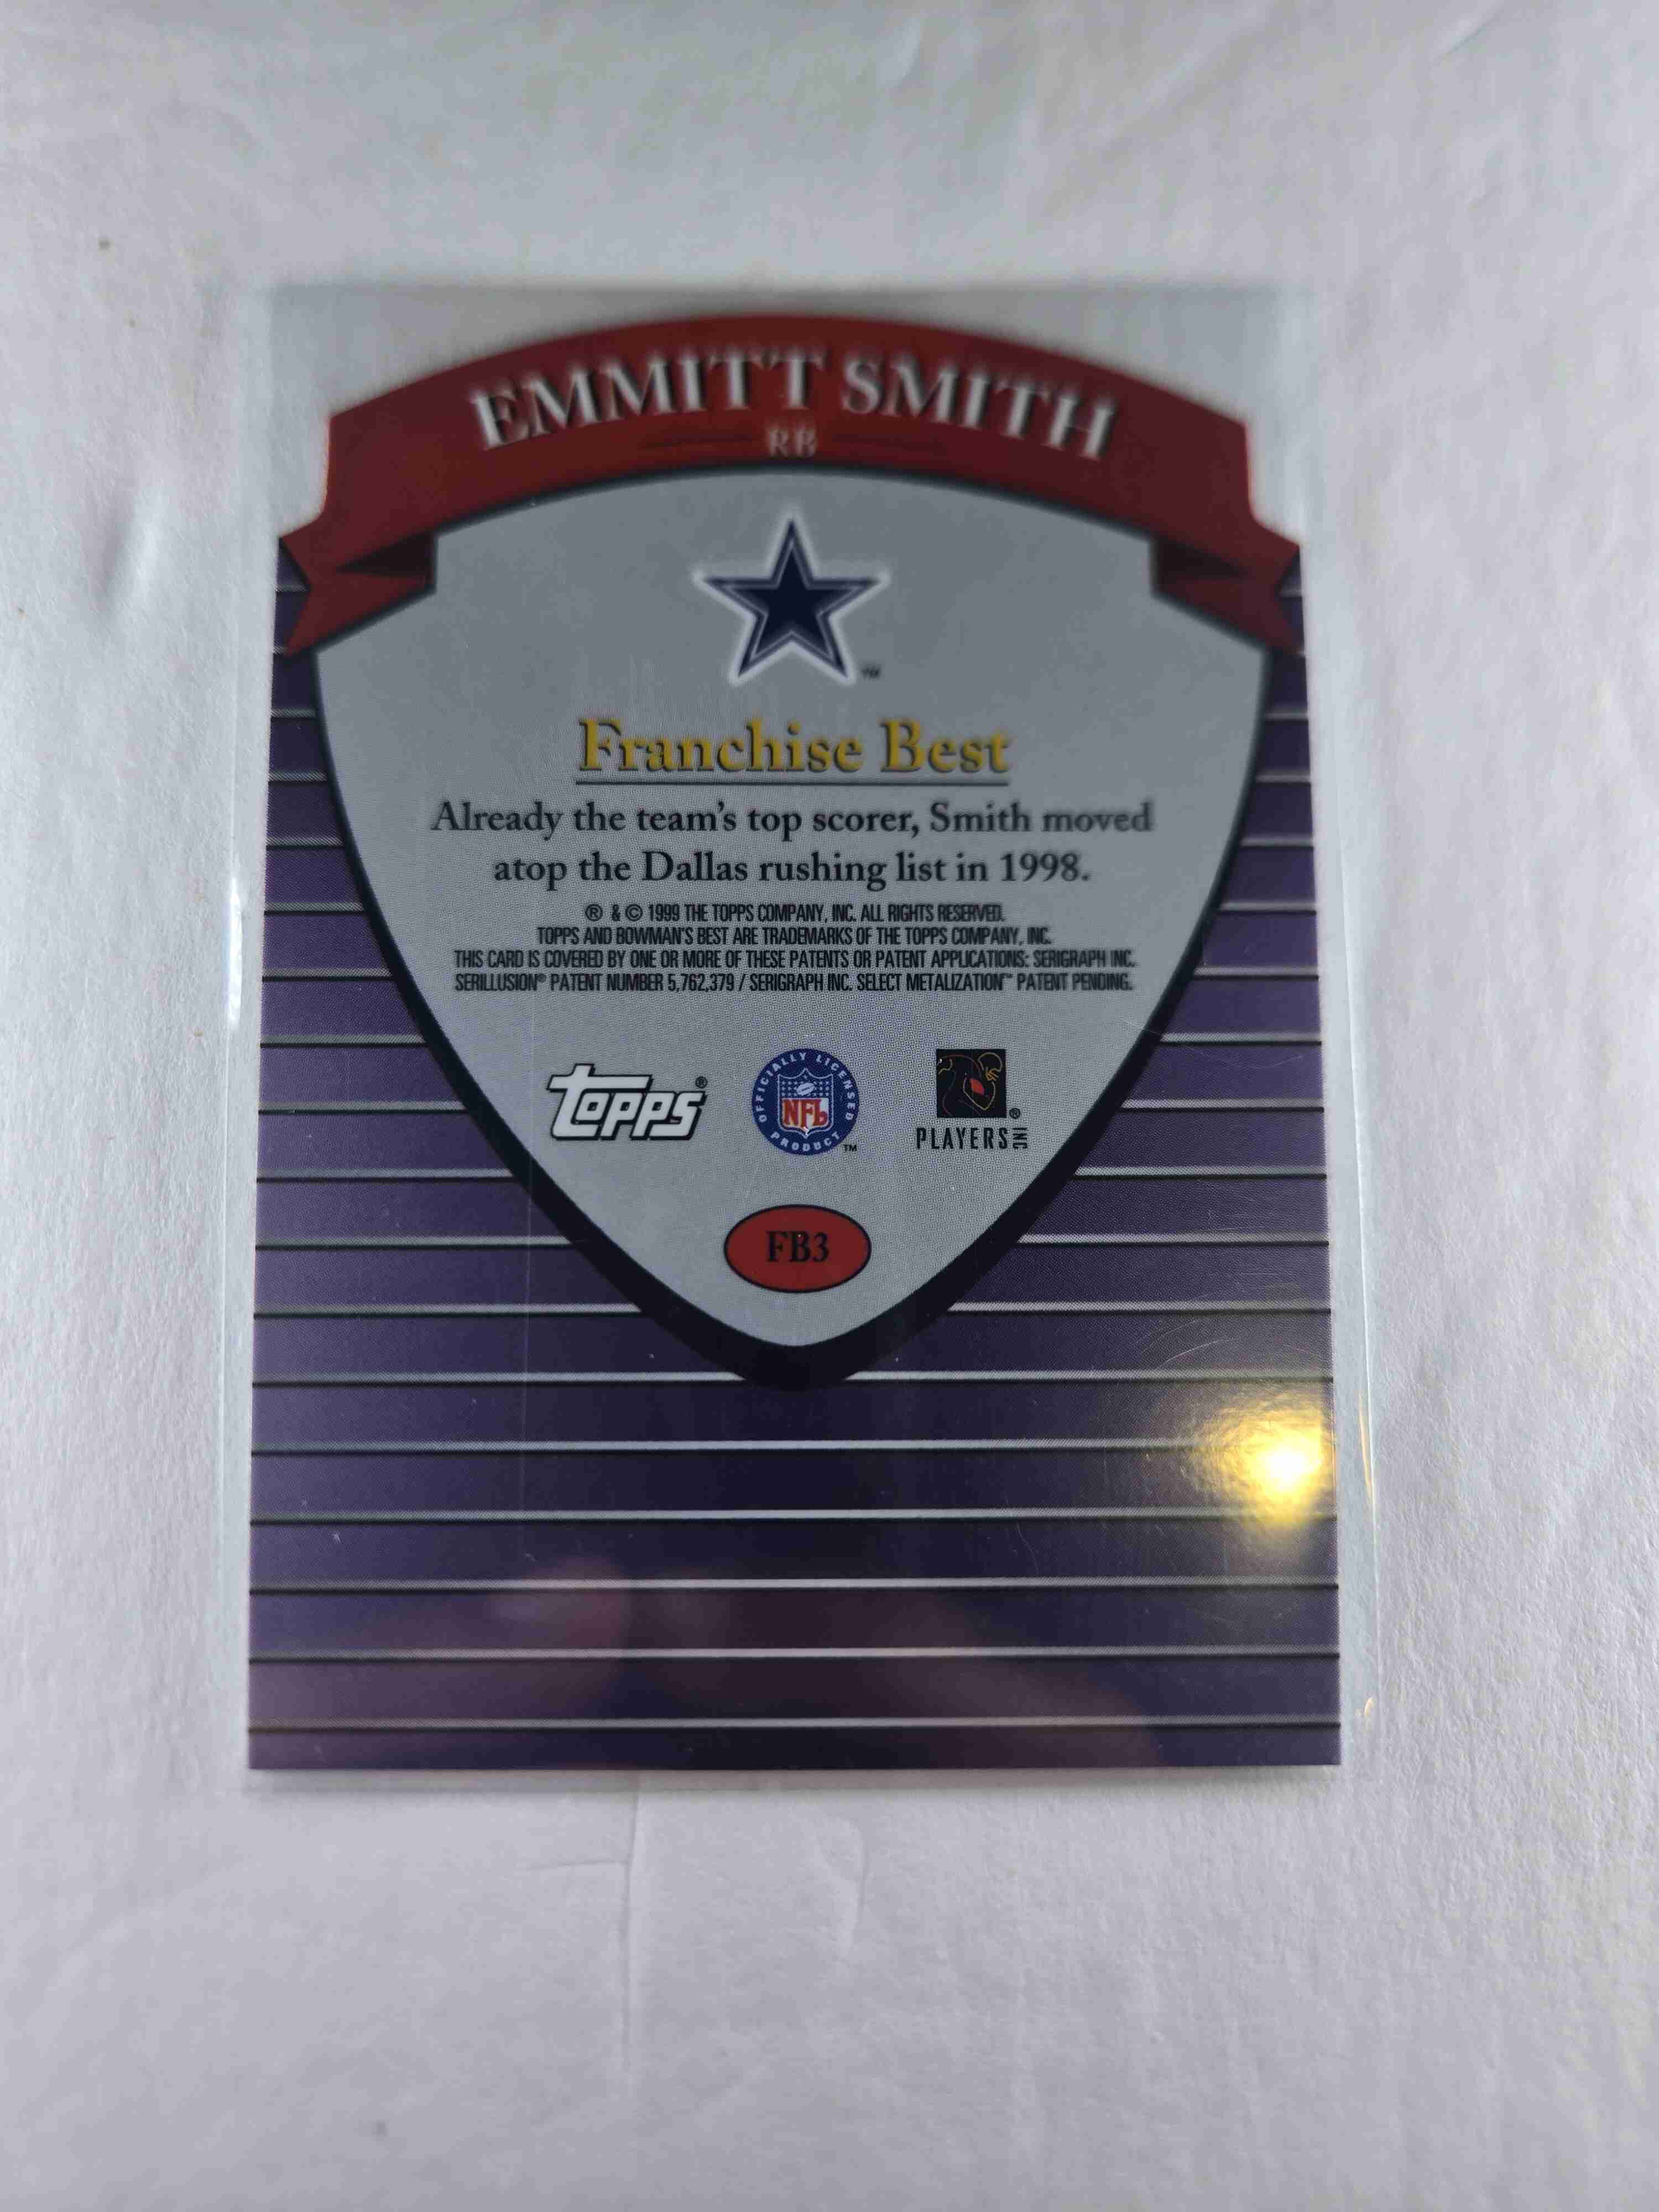 EMMITT SMITH
RB
TM
Franchise Best
Already the team's top scorer, Smith moved
atop the Dallas rushing list in 1998.
® & © 1999 THE TOPPS COMPANY, INC. ALL RIGHTS RESERVED.
TOPPS AND BOWMAN'S BEST ARE TRADEMARKS OF THE TOPPS COMPANY, INC.
THIS CARD IS COVERED BY ONE OR MORE OF THESE PATENTS OR PATENT APPLICATIONS: SERIGRAPH INC.
SERILLUSION® PATENT NUMBER 5,762,379 / SERIGRAPH INC. SELECT METALIZATION™ PATENT PENDING.
topps®
OFFICIALLY LICENSED
NFL
PRODUCT
TM
PLAYERS INC®
FB3